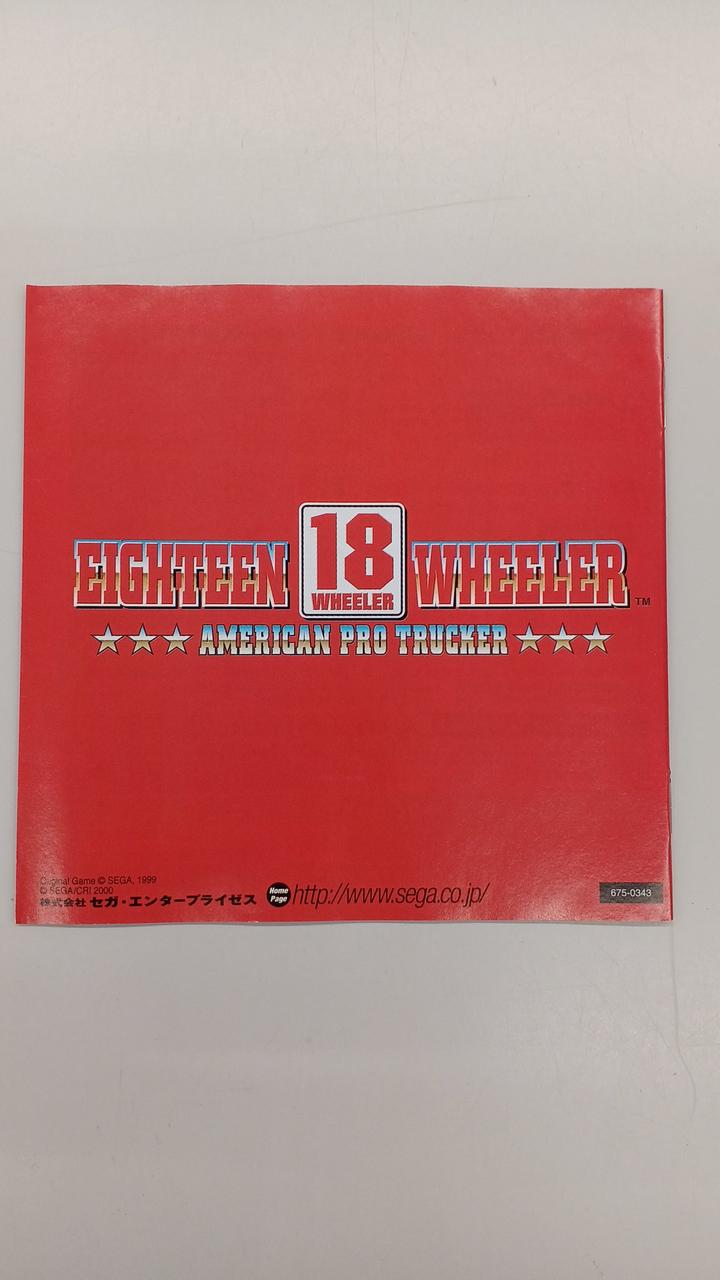 EIGHTEEN 18 WHEELER WHEELER ™
AMERICAN PRO TRUCKER
Original Game © SEGA, 1999
© SEGA/CRI 2000
株式会社 セガ・エンタープライゼス
Home Page http://www.sega.co.jp/
675-0343